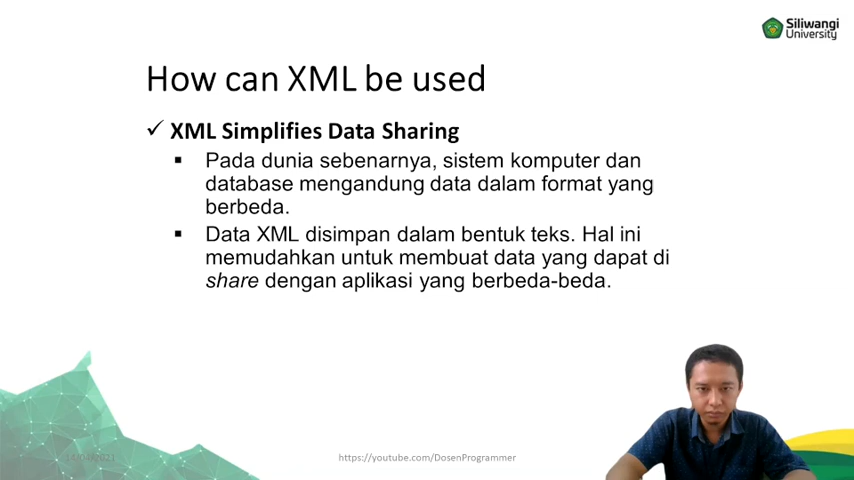 Siliwangi
University
How can XML be used
✓ XML Simplifies Data Sharing
▪ Pada dunia sebenarnya, sistem komputer dan
database mengandung data dalam format yang
berbeda.
▪ Data XML disimpan dalam bentuk teks. Hal ini
memudahkan untuk membuat data yang dapat di
share dengan aplikasi yang berbeda-beda.
https://youtube.com/DosenProgrammer